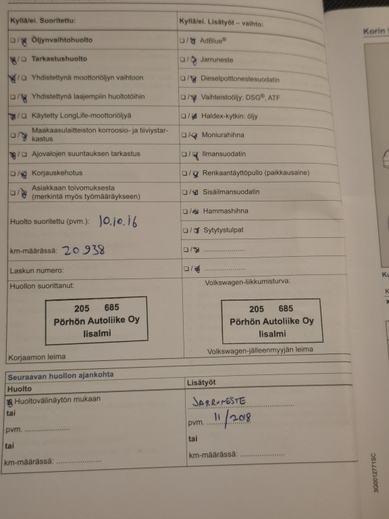 Kyllä/ei. Suoritettu:
Kyllä/ei. Lisätyöt – vaihto:
Öljynvaihtohuolto
AdBlue®
Tarkastushuolto
Jarruneste
Yhdistettynä moottoriöljyn vaihtoon
Dieselpolttonestesuodatin
Yhdistettynä laajempiin huoltotöihin
Vaihteistoöljy: DSG®, ATF
Käytetty LongLife-moottoriöljyä
Haldex-kytkin: öljy
Maakaasulaitteiston korroosio- ja tiiviystar-
kastus
Moniurahihna
Ajovalojen suuntauksen tarkastus
Ilmansuodatin
Korjauskehotus
Renkaantäyttöpullo (paikkausaine)
Asiakkaan toivomuksesta
(merkintä myös työmääräykseen)
Sisäilmansuodatin
Hammashihna
Huolto suoritettu (pvm.): 10.10.16
Sytytystulpat
km-määrässä: 20 938
Laskun numero:
Huollon suorittanut:
Volkswagen-liikkumisturva:
205 685
Pörhön Autoliike Oy
Iisalmi
205 685
Pörhön Autoliike Oy
Iisalmi
Korjaamon leima
Volkswagen-jälleenmyyjän leima
Seuraavan huollon ajankohta
Huolto
Lisätyöt
Huoltovälinäytön mukaan
tai
pvm.
tai
km-määrässä:
JARRUNESTE
pvm. 11/2018
tai
km-määrässä:
Korin
3G0012771SC